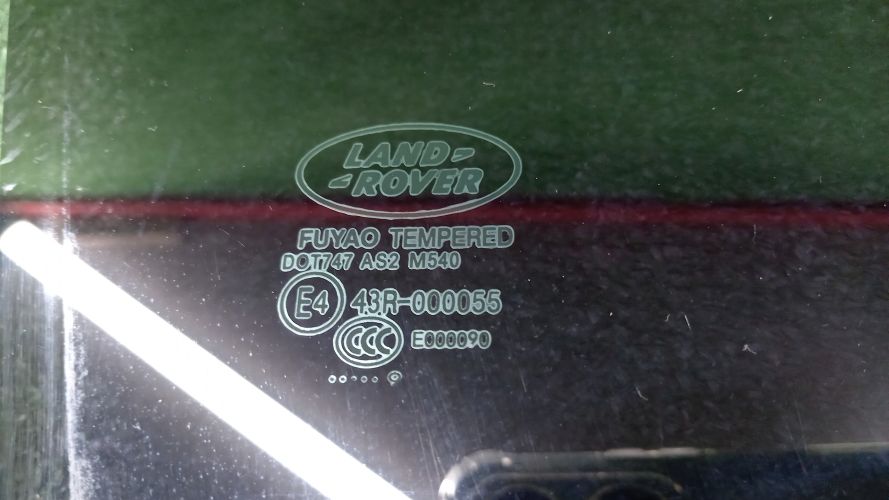 LAND
ROVER
FUYAO TEMPERED
DOT747 AS2 M540
E4 43R-000055
CCC E000090